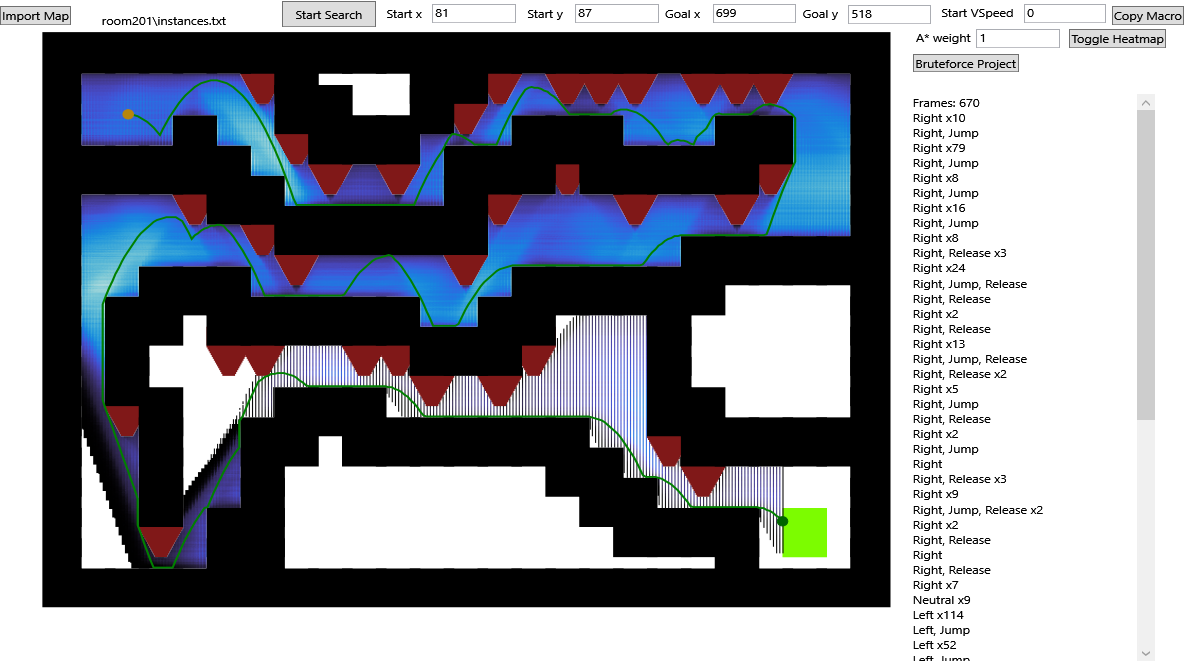 Import Map
room201\instances.txt
Start Search
Start x 81
Start y 87
Goal x 699
Goal y 518
Start VSpeed 0
Copy Macro
A* weight 1
Toggle Heatmap
Bruteforce Project
Frames: 670
Right x10
Right, Jump
Right x79
Right, Jump
Right x8
Right, Jump
Right x16
Right, Jump
Right x8
Right, Release x3
Right x24
Right, Jump, Release
Right, Release
Right x2
Right, Release
Right x13
Right, Jump, Release
Right, Release x2
Right x5
Right, Jump
Right, Release
Right x2
Right, Jump
Right
Right, Release x3
Right x9
Right, Jump, Release x2
Right x2
Right, Release
Right
Right, Release
Right x7
Neutral x9
Left x114
Left, Jump
Left x52
Left, Jump